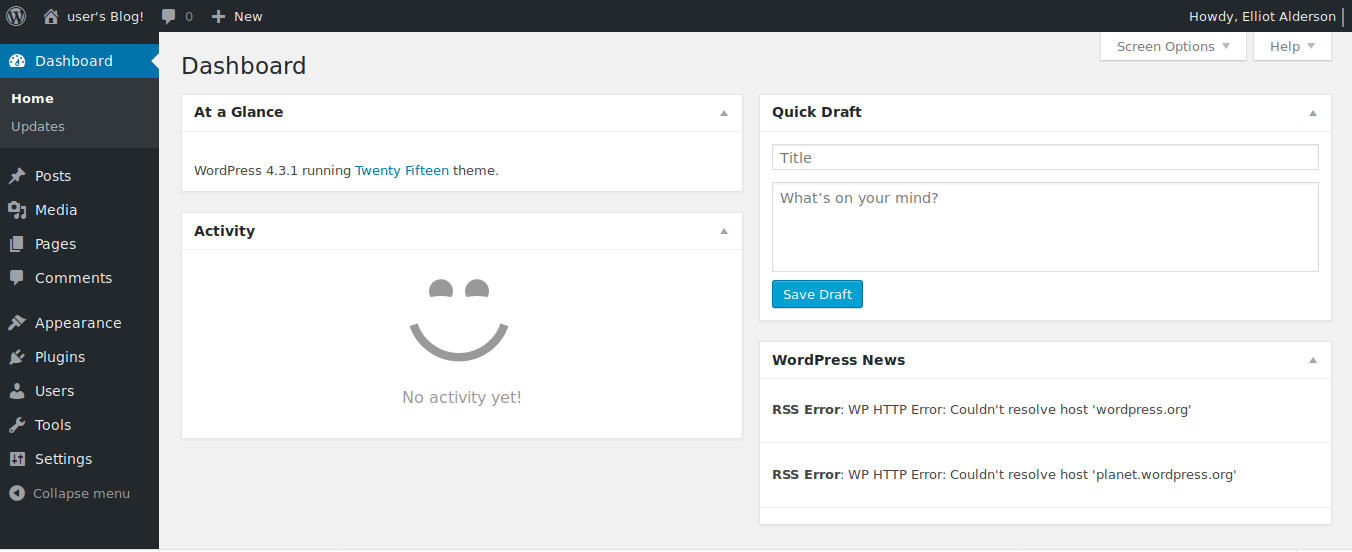 user's Blog!
0
New
Howdy, Elliot Alderson
Dashboard
Home
Updates
Posts
Media
Pages
Comments
Appearance
Plugins
Users
Tools
Settings
Collapse menu
Screen Options
Help
Dashboard
At a Glance
WordPress 4.3.1 running Twenty Fifteen theme.
Activity
No activity yet!
Quick Draft
Title
What’s on your mind?
Save Draft
WordPress News
RSS Error: WP HTTP Error: Couldn't resolve host 'wordpress.org'
RSS Error: WP HTTP Error: Couldn't resolve host 'planet.wordpress.org'